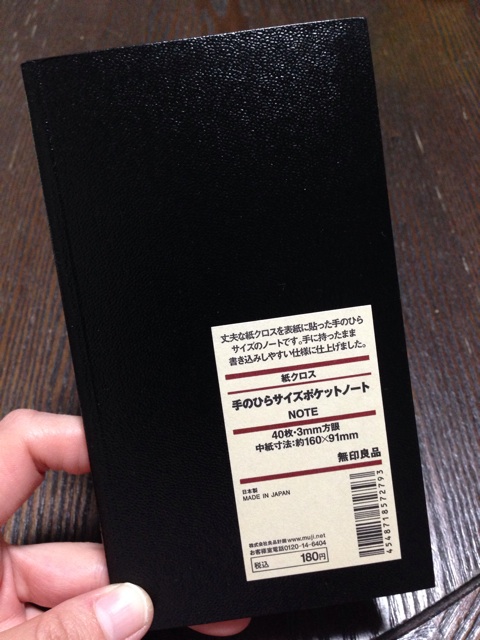 丈夫な紙クロスを表紙に貼った手のひら
サイズのノートです。手に持ったまま
書き込みしやすい仕様に仕上げました。
紙クロス
手のひらサイズポケットノート
NOTE
40枚・3mm方眼
中紙寸法:約160×91mm
無印良品
日本製
MADE IN JAPAN
株式会社良品計画 www.muji.net
お客様室電話0120-14-6404
税込 180円
4548718572793